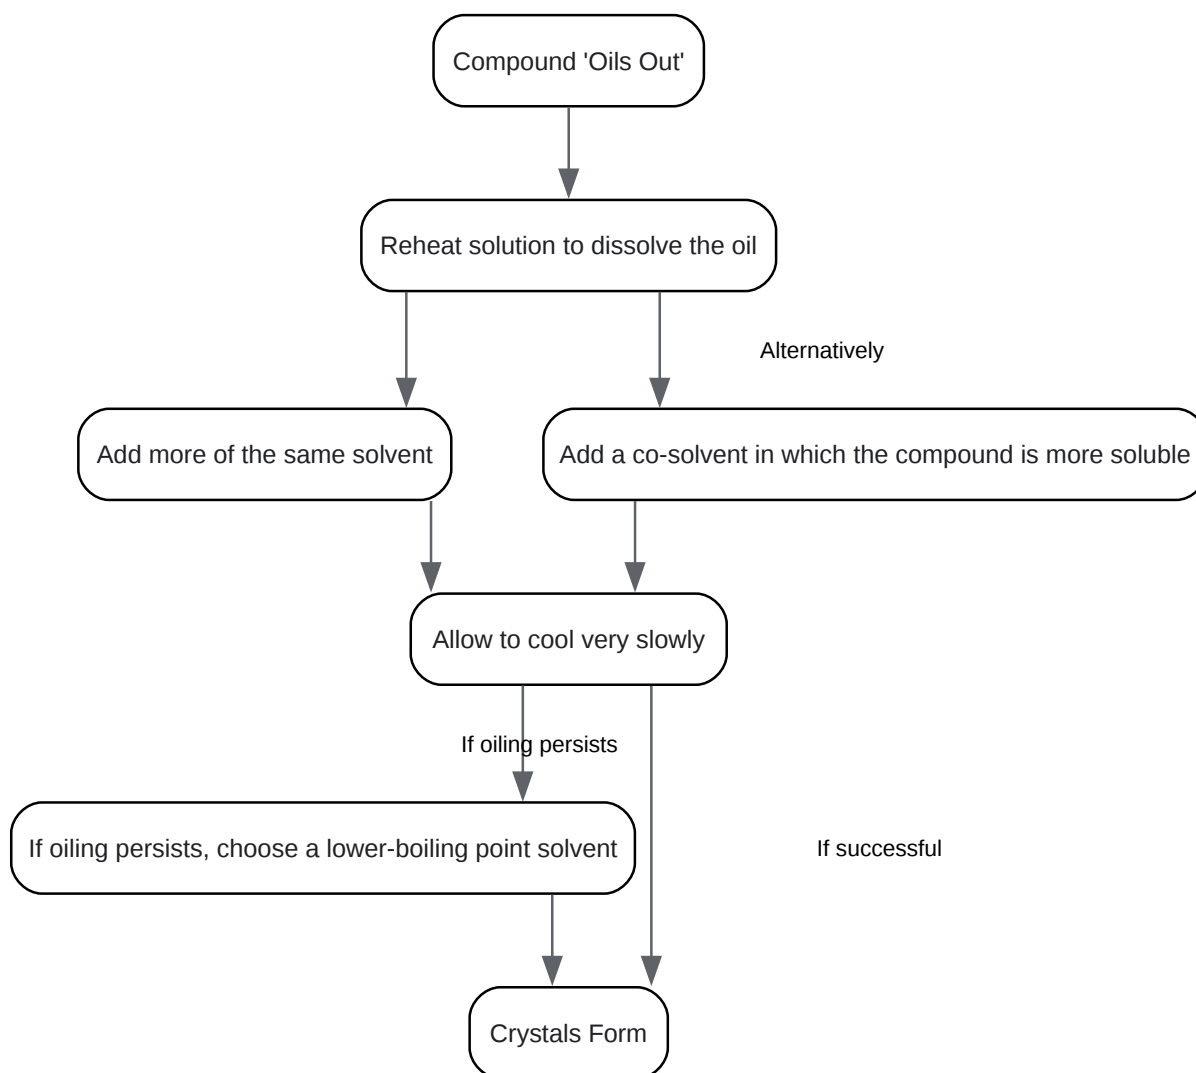 Compound 'Oils Out'
Reheat solution to dissolve the oil
Alternatively
Add more of the same solvent
Add a co-solvent in which the compound is more soluble
Allow to cool very slowly
If oiling persists
If oiling persists, choose a lower-boiling point solvent
If successful
Crystals Form